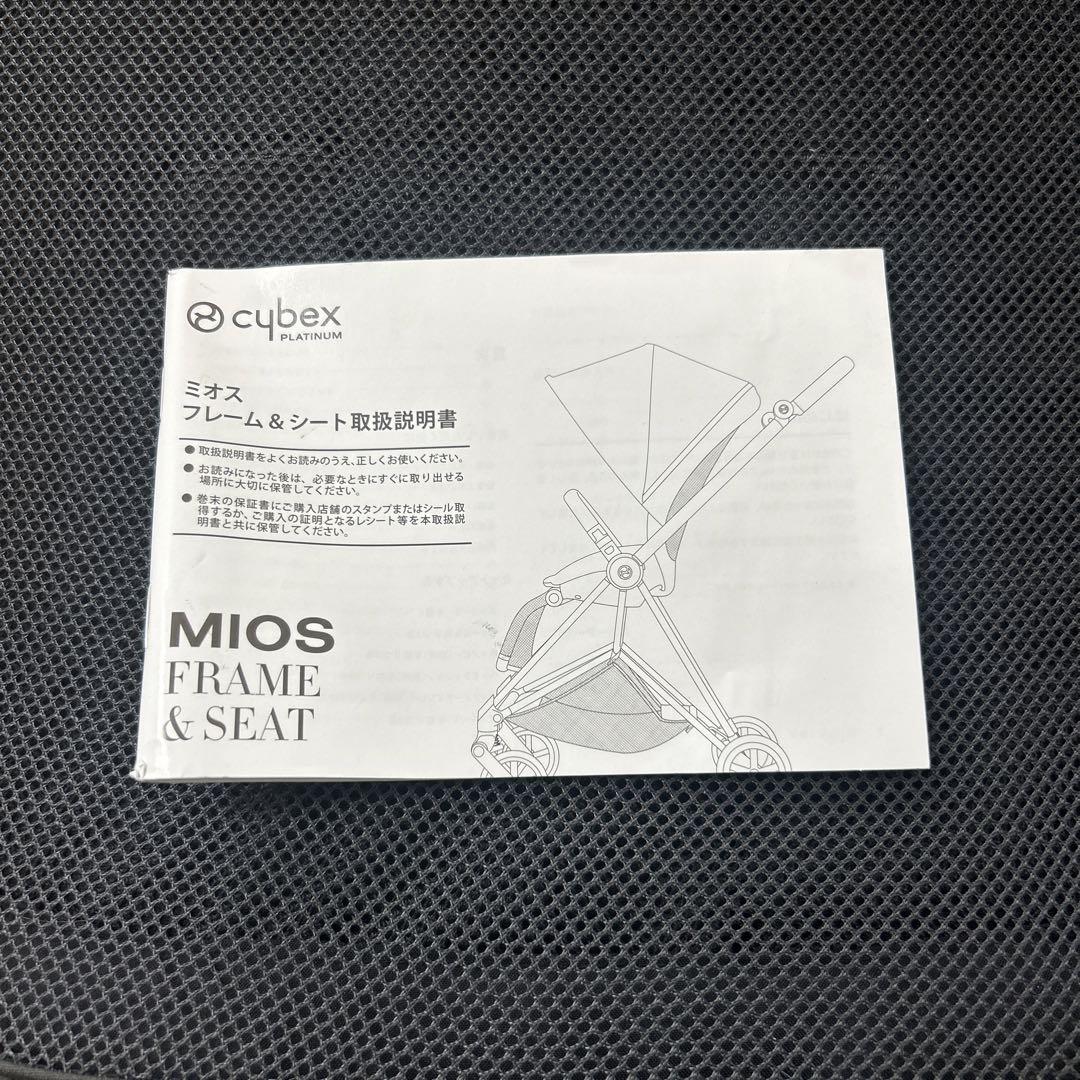 cybex
PLATINUM
ミオス
フレーム & シート取扱説明書
● 取扱説明書をよくお読みのうえ、正しくお使いください。
● お読みになった後は、必要なときにすぐに取り出せる
場所に大切に保管してください。
● 巻末の保証書にご購入店舗のスタンプまたはシール取
得するか、ご購入の証明となるレシート等を本取扱説
明書と共に保管してください。
MIOS
FRAME
& SEAT